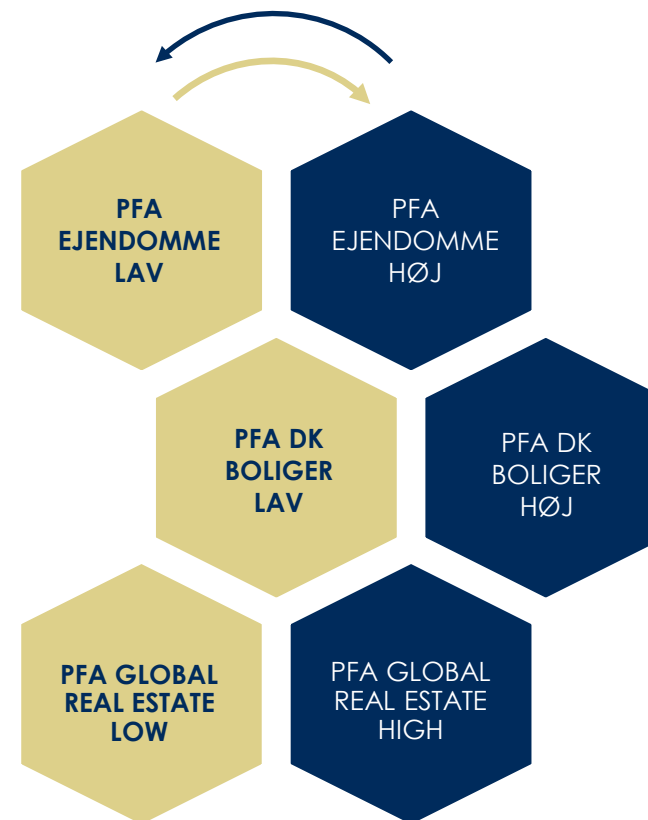 PFA
EJENDOMME
LAV
PFA
EJENDOMME
HØJ
PFA DK
BOLIGER
LAV
PFA DK
BOLIGER
HØJ
PFA GLOBAL
REAL ESTATE
LOW
PFA GLOBAL
REAL ESTATE
HIGH